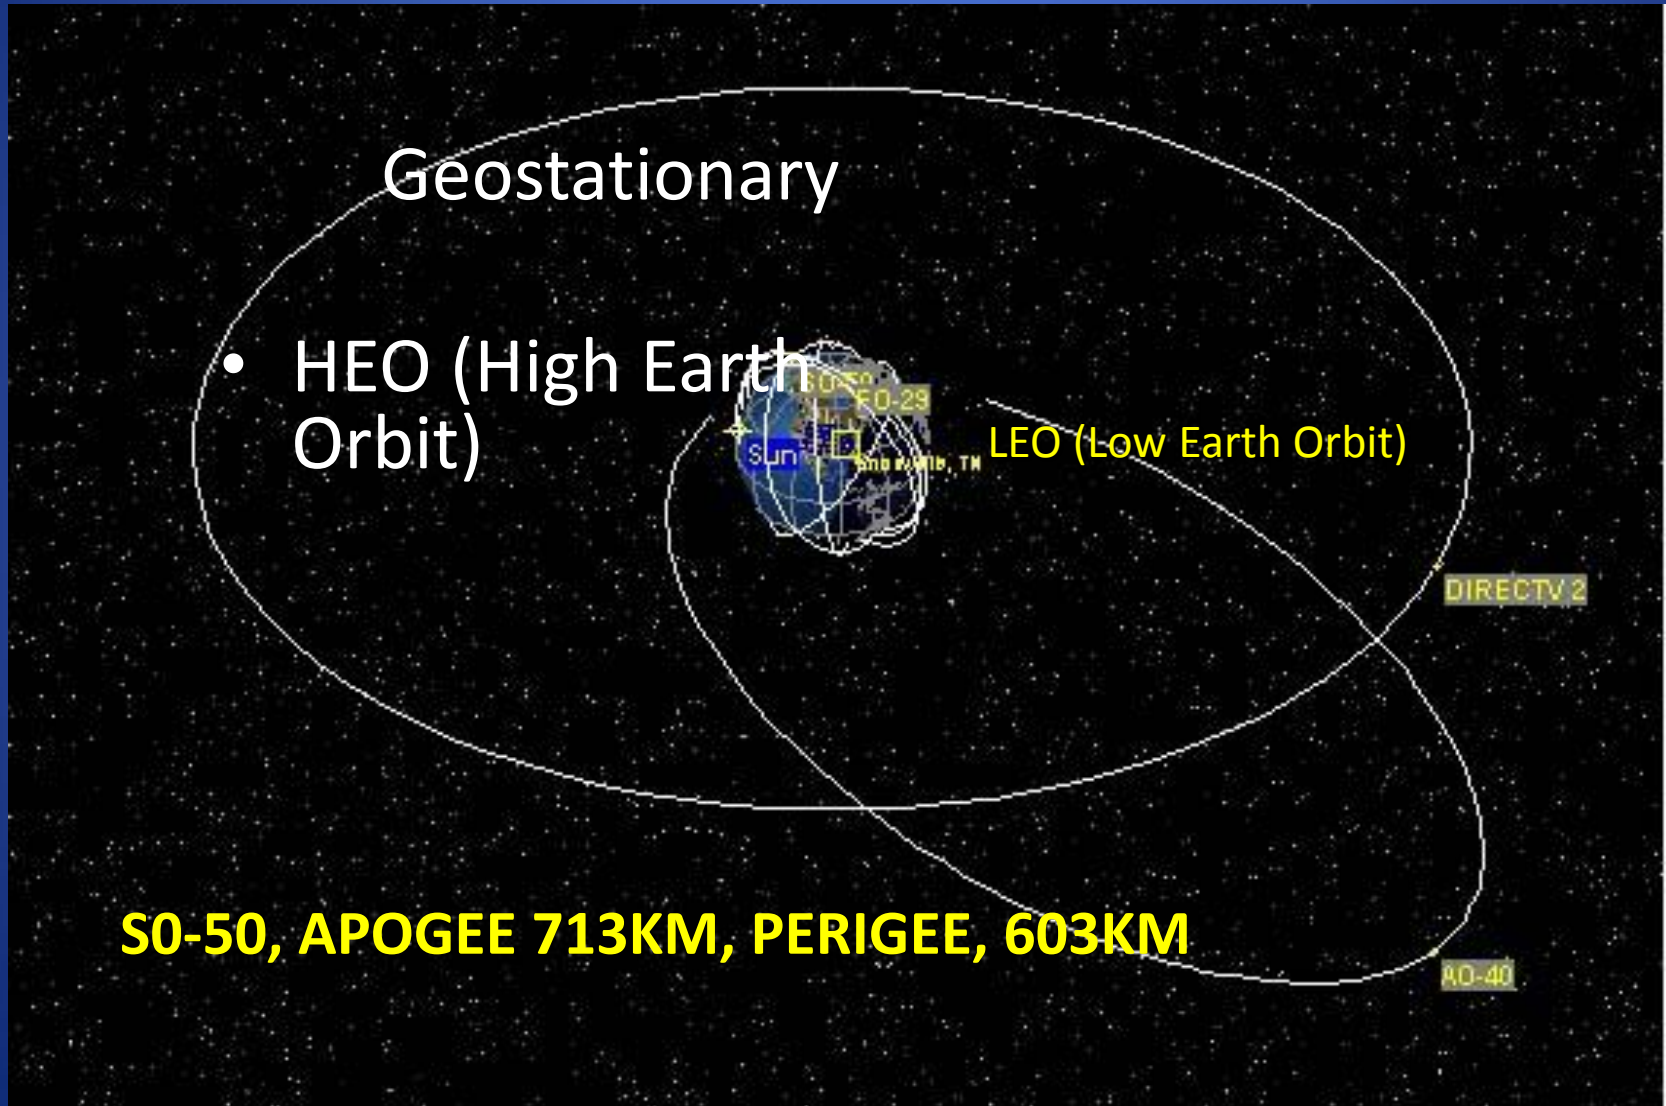 Geostationary
• HEO (High Earth
Orbit)
FO-29
Sun
LEO (Low Earth Orbit)
DIRECTV 2
S0-50, APOGEE 713KM, PERIGEE, 603KM
AO-40